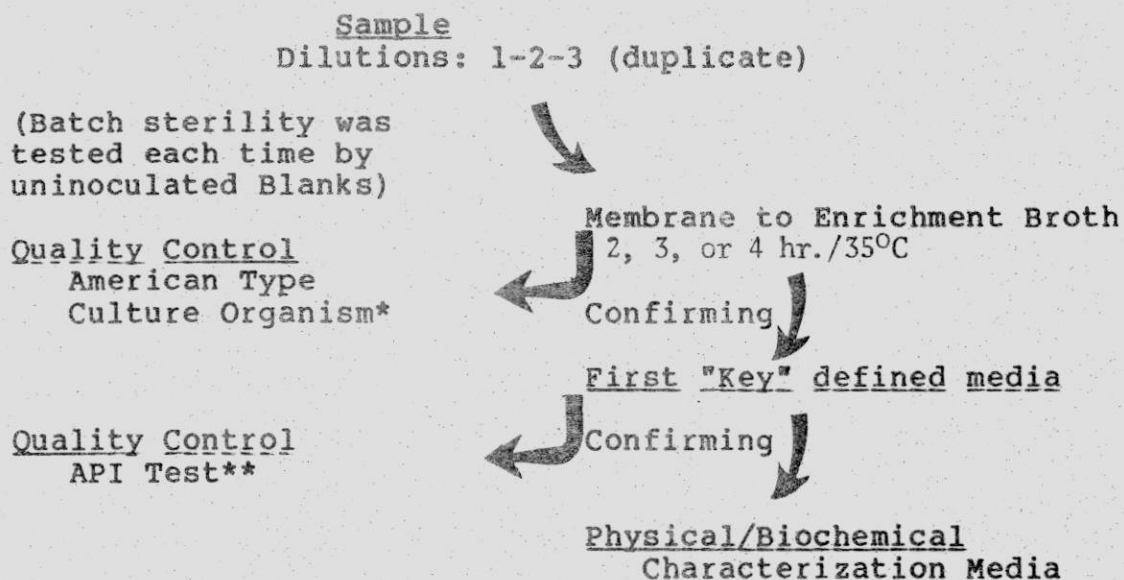 Sample
Dilutions: 1-2-3 (duplicate)
(Batch sterility was
tested each time by
uninoculated Blanks)
Membrane to Enrichment Broth
2, 3, or 4 hr./35°C
Quality Control
American Type
Culture Organism*
Confirming
First "Key" defined media
Quality Control
API Test**
Confirming
Physical/Biochemical
Characterization Media